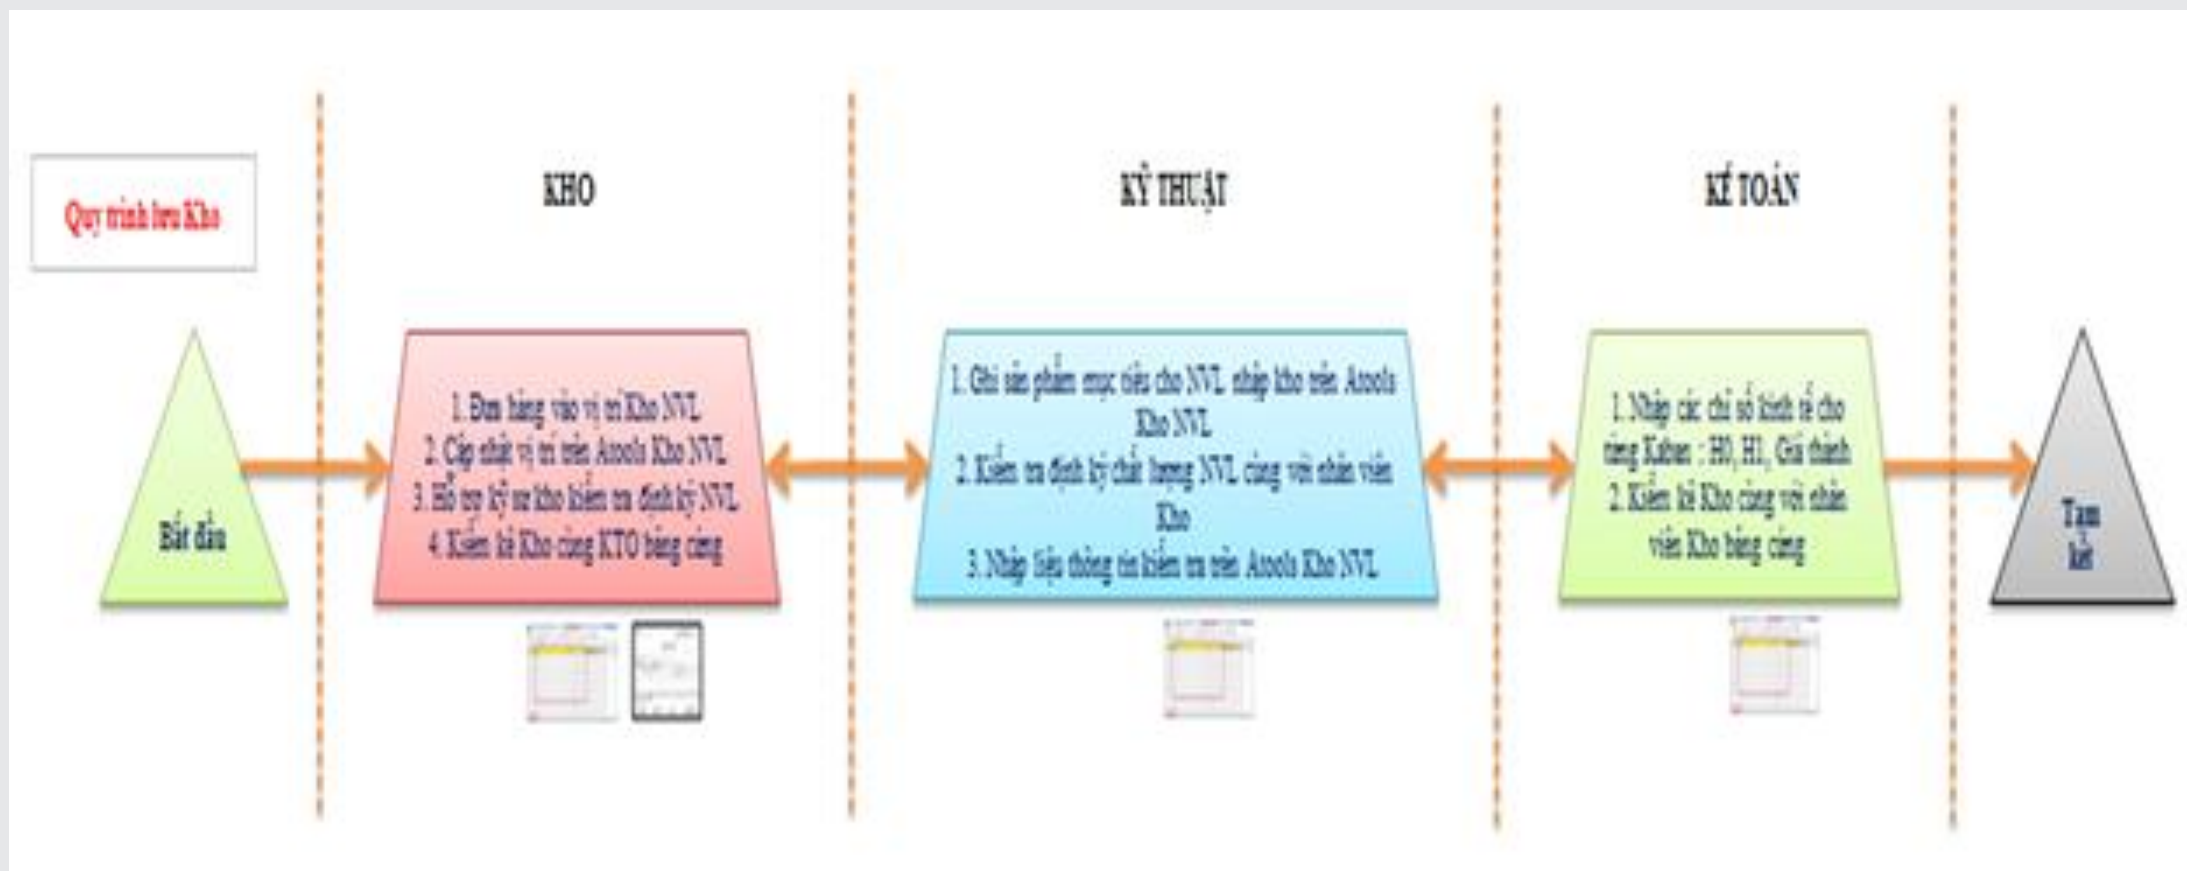 Quy trình lưu Kho
KHO
KỸ THUẬT
KẾ TOÁN
Bắt đầu
1. Đưa hàng vào vị trí Kho NVL
2. Cập nhật vị trí trên Atools Kho NVL
3. Hỗ trợ kỹ sư kho kiểm tra định kỳ NVL
4. Kiểm kê Kho cùng KTO hàng
1. Ghi sản phẩm mục tiêu cho NVL nhập kho trên Atools
Kho NVL
2. Kiểm tra định kỳ chất lượng NVL cùng với nhân viên
Kho
3. Nhập liệu thông tin kiểm tra trên Atools Kho NVL
1. Nhập các chỉ số kinh tế cho
từng Kaban : H0, H1, Giá thành
2. Kiểm kê Kho cùng với nhân
viên Kho hàng
Tạm
kết